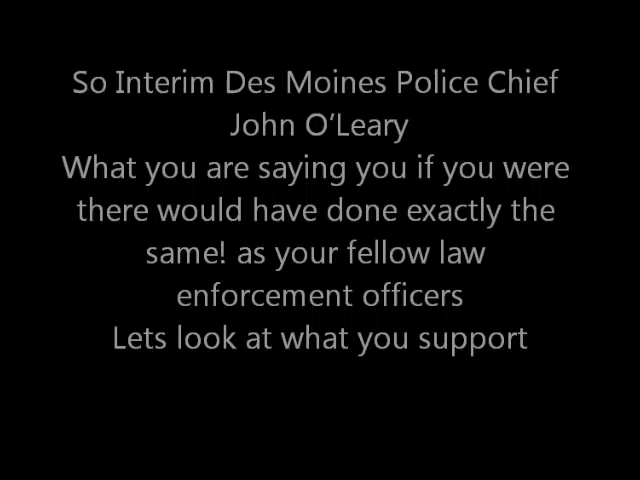 So Interim Des Moines Police Chief
John O’Leary
What you are saying you if you were
there would have done exactly the
same! as your fellow law
enforcement officers
Lets look at what you support